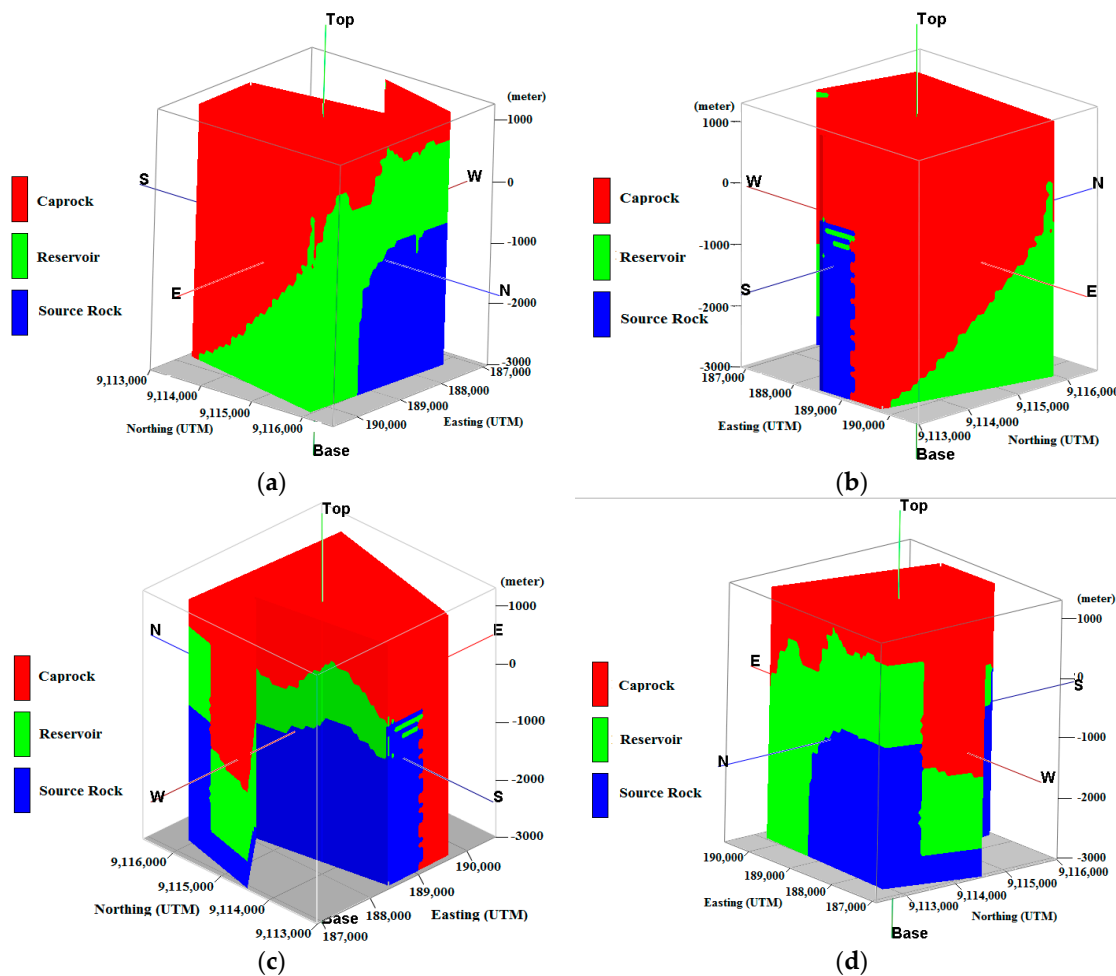 Top
(meter)
1000
0
-1000
-2000
-3000
S
W
E
N
Caprock
Reservoir
Source Rock
9,113,000
9,114,000
9,115,000
9,116,000
Northing (UTM)
187,000
188,000
189,000
190,000
Easting (UTM)
Base
(a)
Top
(meter)
1000
0
-1000
-2000
-3000
W
N
S
E
Caprock
Reservoir
Source Rock
187,000
188,000
189,000
190,000
Easting (UTM)
9,116,000
9,115,000
9,114,000
9,113,000
Northing (UTM)
Base
(b)
Top
(meter)
1000
0
-1000
-2000
-3000
N
E
W
S
Caprock
Reservoir
Source Rock
9,116,000
9,115,000
9,114,000
9,113,000
Northing (UTM)
190,000
189,000
188,000
187,000
Easting (UTM)
Base
(c)
Top
(meter)
1000
0
-1000
-2000
-3000
E
S
N
W
Caprock
Reservoir
Source Rock
190,000
189,000
188,000
187,000
Easting (UTM)
9,116,000
9,115,000
9,114,000
9,113,000
Northing (UTM)
Base
(d)